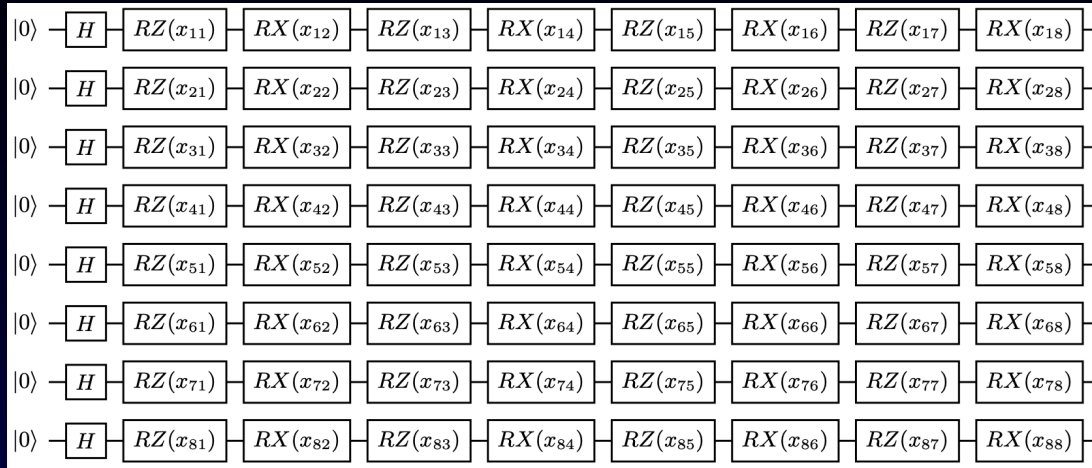 |0⟩ H RZ(x₁₁) RX(x₁₂) RZ(x₁₃) RX(x₁₄) RZ(x₁₅) RX(x₁₆) RZ(x₁₇) RX(x₁₈)
|0⟩ H RZ(x₂₁) RX(x₂₂) RZ(x₂₃) RX(x₂₄) RZ(x₂₅) RX(x₂₆) RZ(x₂₇) RX(x₂₈)
|0⟩ H RZ(x₃₁) RX(x₃₂) RZ(x₃₃) RX(x₃₄) RZ(x₃₅) RX(x₃₆) RZ(x₃₇) RX(x₃₈)
|0⟩ H RZ(x₄₁) RX(x₄₂) RZ(x₄₃) RX(x₄₄) RZ(x₄₅) RX(x₄₆) RZ(x₄₇) RX(x₄₈)
|0⟩ H RZ(x₅₁) RX(x₅₂) RZ(x₅₃) RX(x₅₄) RZ(x₅₅) RX(x₅₆) RZ(x₅₇) RX(x₅₈)
|0⟩ H RZ(x₆₁) RX(x₆₂) RZ(x₆₃) RX(x₆₄) RZ(x₆₅) RX(x₆₆) RZ(x₆₇) RX(x₆₈)
|0⟩ H RZ(x₇₁) RX(x₇₂) RZ(x₇₃) RX(x₇₄) RZ(x₇₅) RX(x₇₆) RZ(x₇₇) RX(x₇₈)
|0⟩ H RZ(x₈₁) RX(x₈₂) RZ(x₈₃) RX(x₈₄) RZ(x₈₅) RX(x₈₆) RZ(x₈₇) RX(x₈₈)